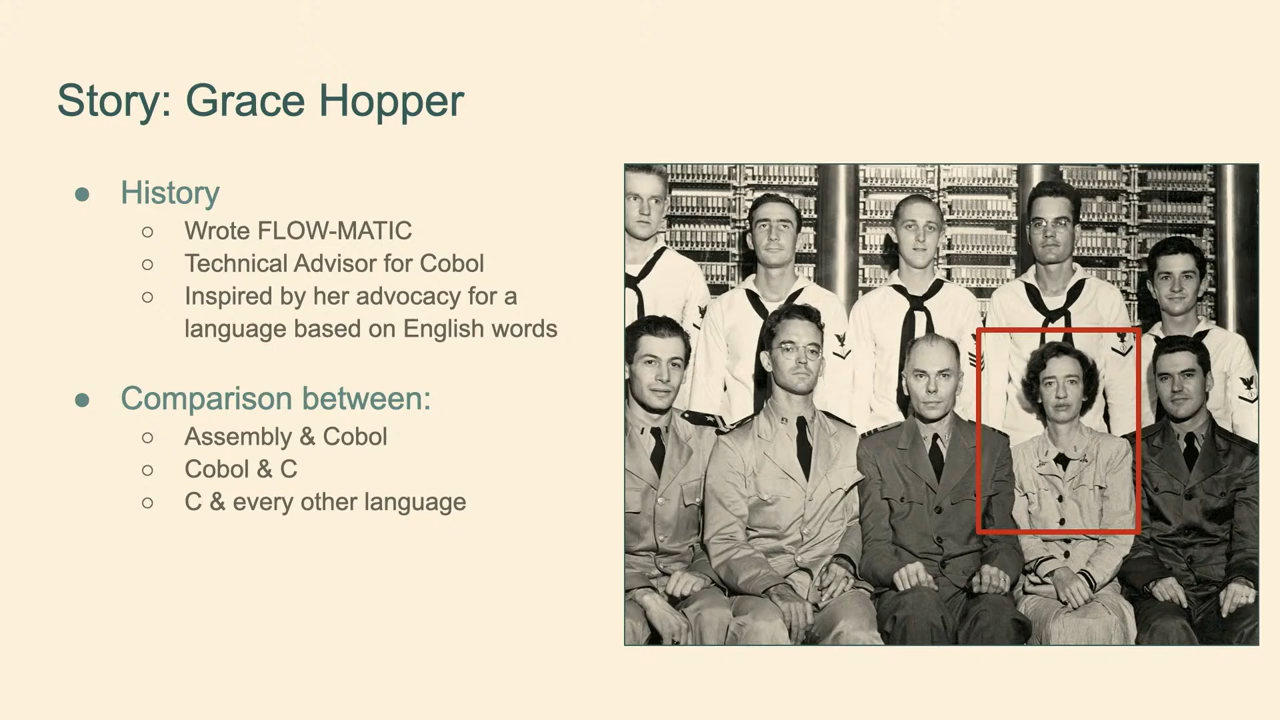 Story: Grace Hopper
● History
○ Wrote FLOW-MATIC
○ Technical Advisor for Cobol
○ Inspired by her advocacy for a
language based on English words
● Comparison between:
○ Assembly & Cobol
○ Cobol & C
○ C & every other language